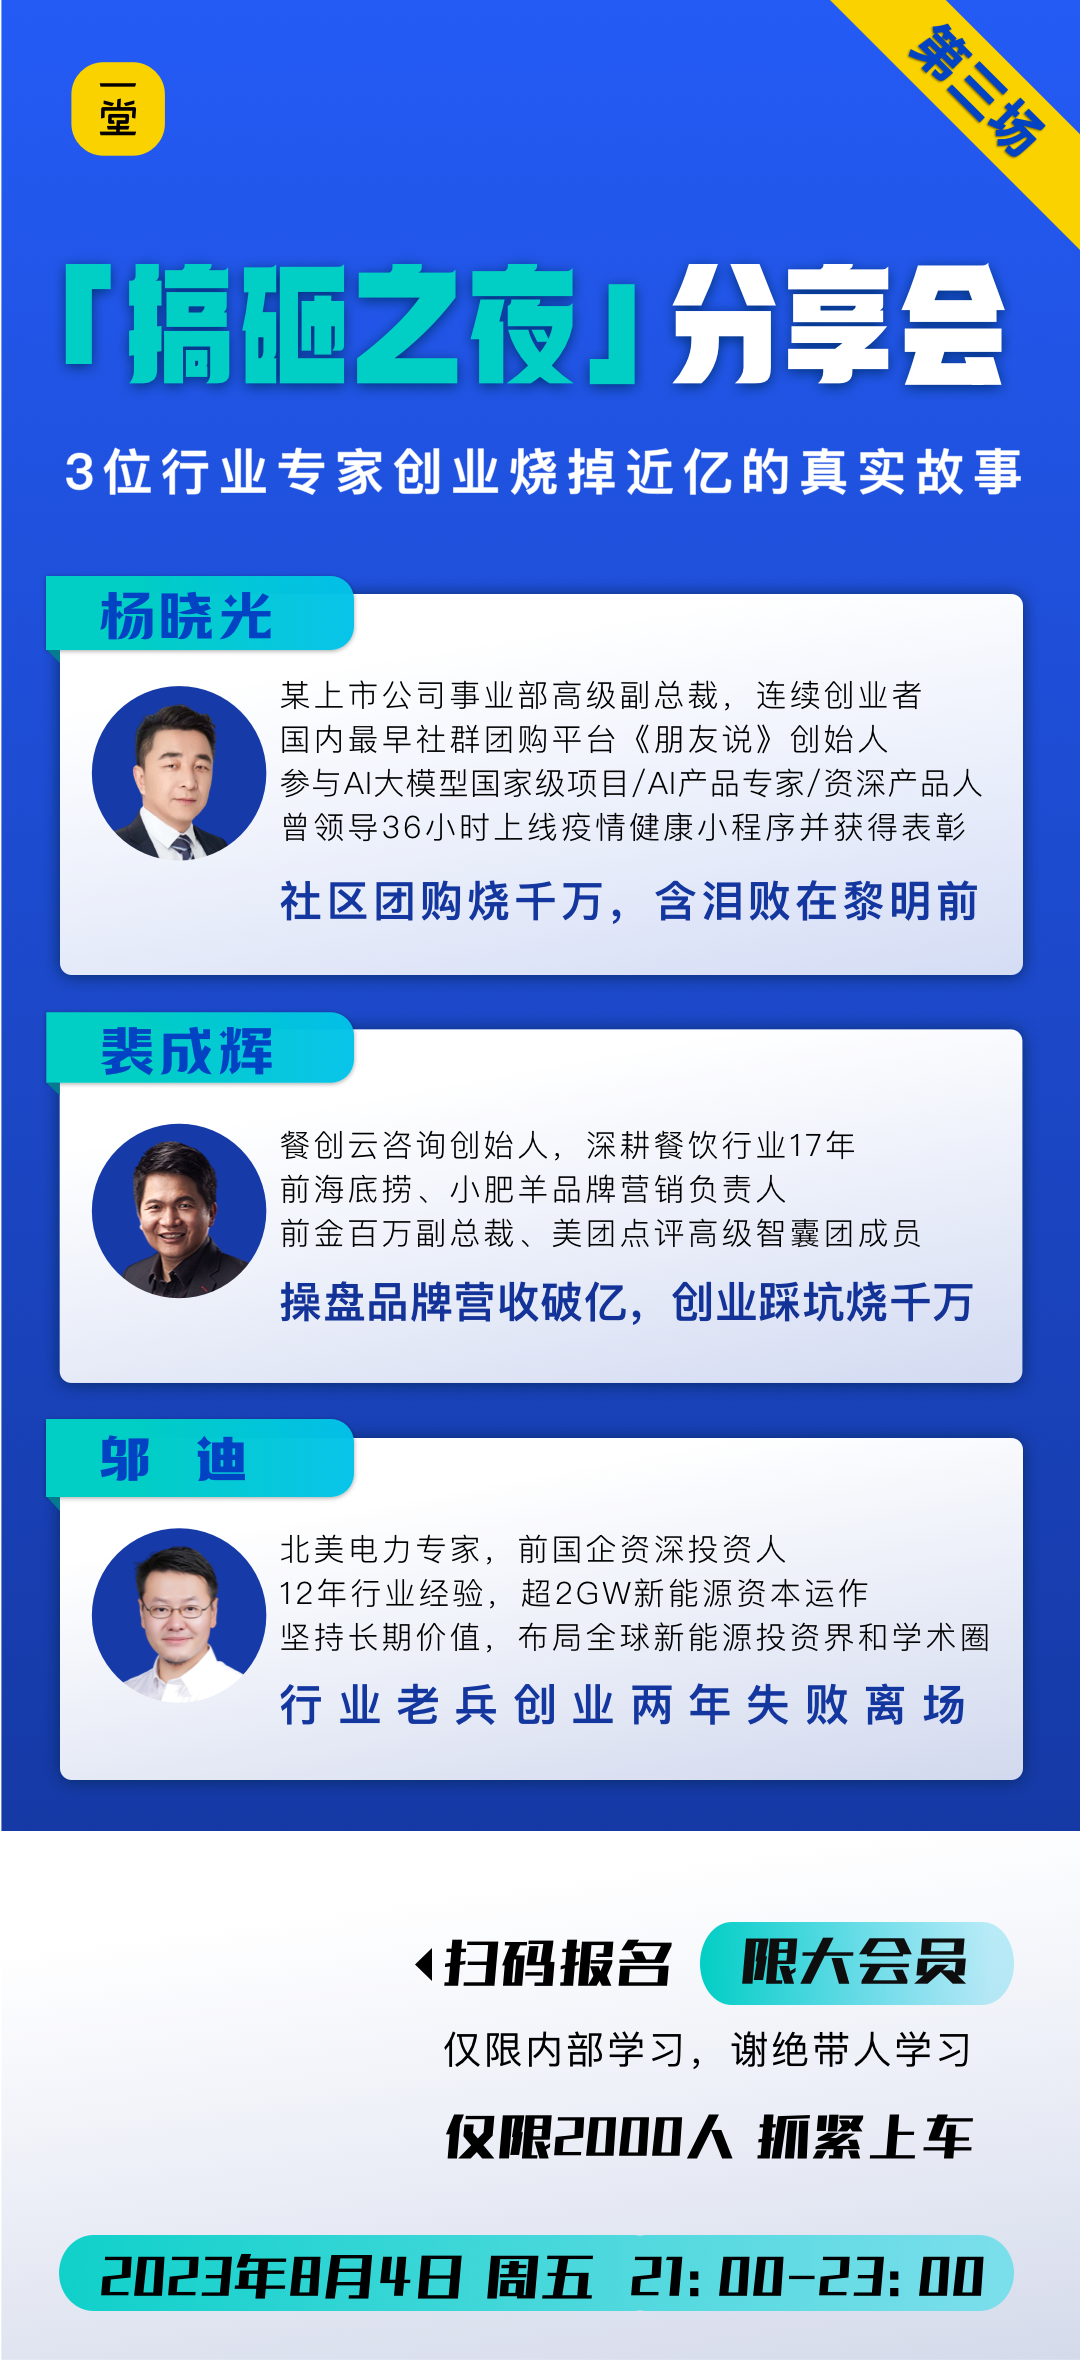 一堂
第三场
「搞砸之夜」分享会
3位行业专家创业烧掉近亿的真实故事
杨晓光
某上市公司事业部高级副总裁，连续创业者
国内最早社群团购平台《朋友说》创始人
参与AI大模型国家级项目/AI产品专家/资深产品人
曾领导36小时上线疫情健康小程序并获得表彰
社区团购烧千万，含泪败在黎明前
裴成辉
餐创云咨询创始人，深耕餐饮行业17年
前海底捞、小肥羊品牌营销负责人
前金百万副总裁、美团点评高级智囊团成员
操盘品牌营收破亿，创业踩坑烧千万
邬 迪
北美电力专家，前国企资深投资人
12年行业经验，超2GW新能源资本运作
坚持长期价值，布局全球新能源投资界和学术圈
行业老兵创业两年失败离场
扫码报名 限大会员
仅限内部学习，谢绝带人学习
仅限2000人 抓紧上车
2023年8月4日 周五 21：00-23：00